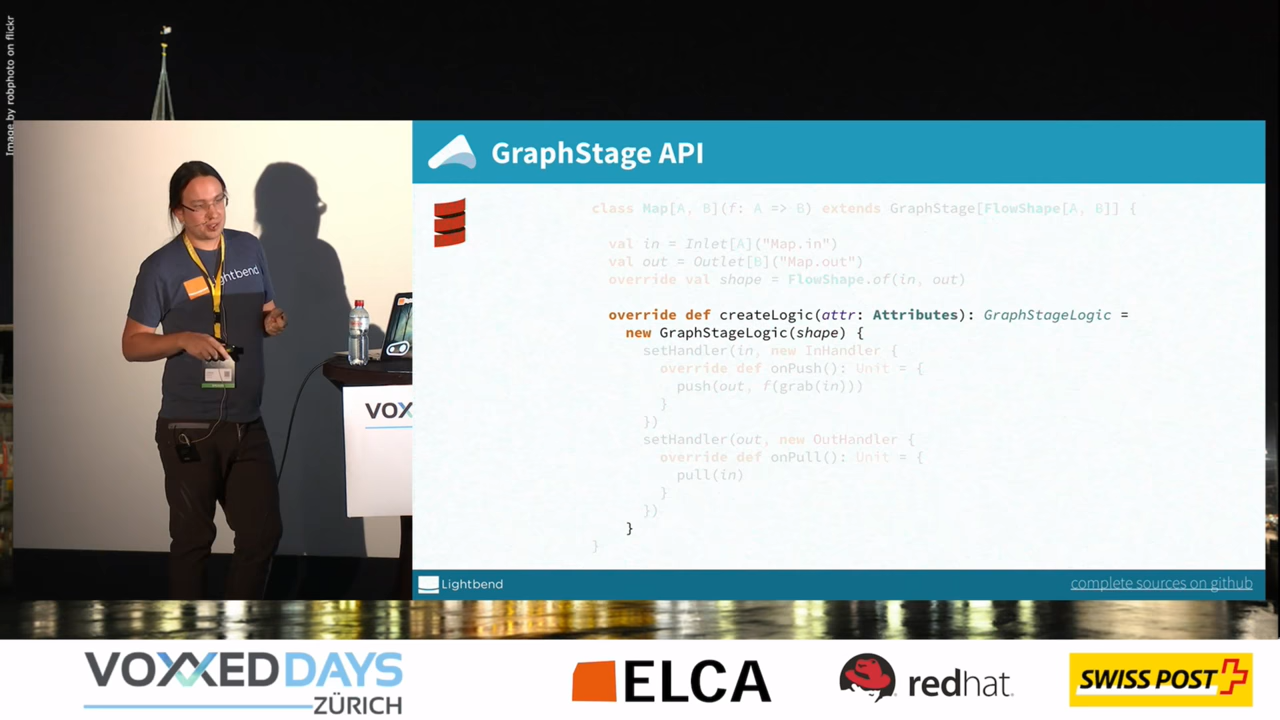 Image by robphoto on flickr
GraphStage API
class Map[A, B](f: A => B) extends GraphStage[FlowShape[A, B]] {
val in = Inlet[A]("Map.in")
val out = Outlet[B]("Map.out")
override val shape = FlowShape.of(in, out)
override def createLogic(attr: Attributes): GraphStageLogic =
new GraphStageLogic(shape) {
setHandler(in, new InHandler {
override def onPush(): Unit = {
push(out, f(grab(in)))
}
})
setHandler(out, new OutHandler {
override def onPull(): Unit = {
pull(in)
}
})
}
}
Lightbend
complete sources on github
lightbend
VOX
VOXXED DAYS
ZÜRICH
ELCA
redhat.
SWISS POST